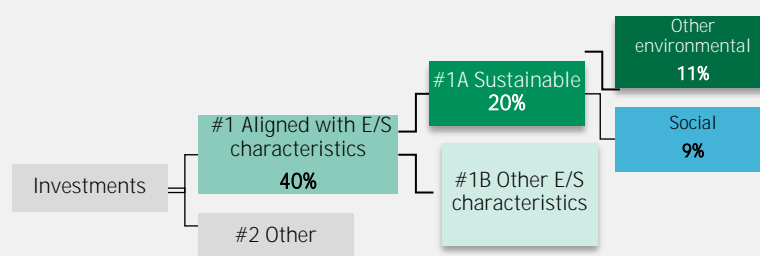 Investments
#1 Aligned with E/S
characteristics
40%
#2 Other
#1A Sustainable
20%
#1B Other E/S
characteristics
Other
environmental
11%
Social
9%